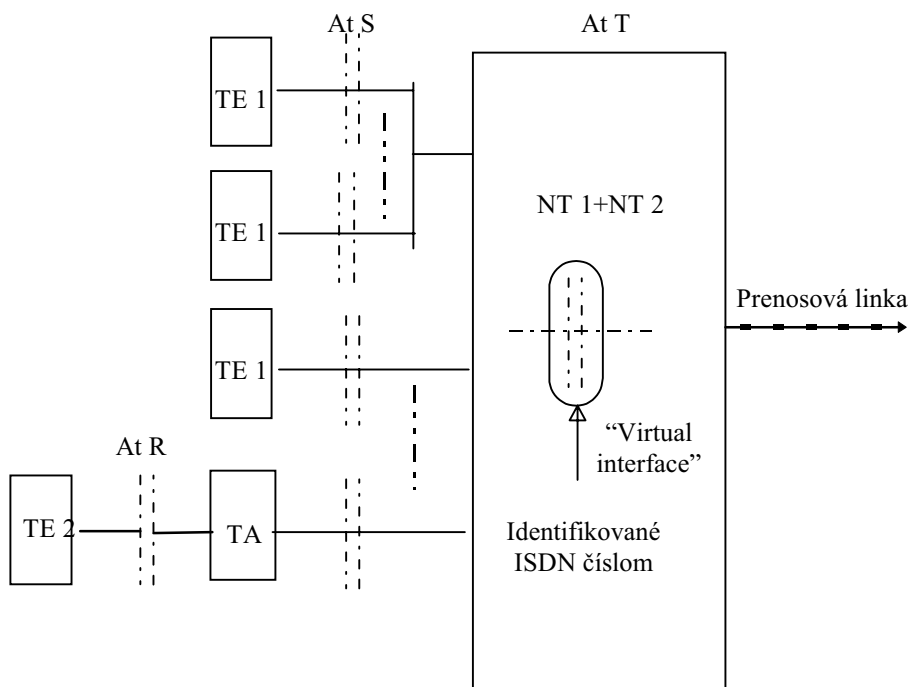 At S
At T
TE 1
TE 1
NT 1+NT 2
Prenosová linka
TE 1
“Virtual
interface”
At R
TE 2
TA
Identifikované
ISDN číslom